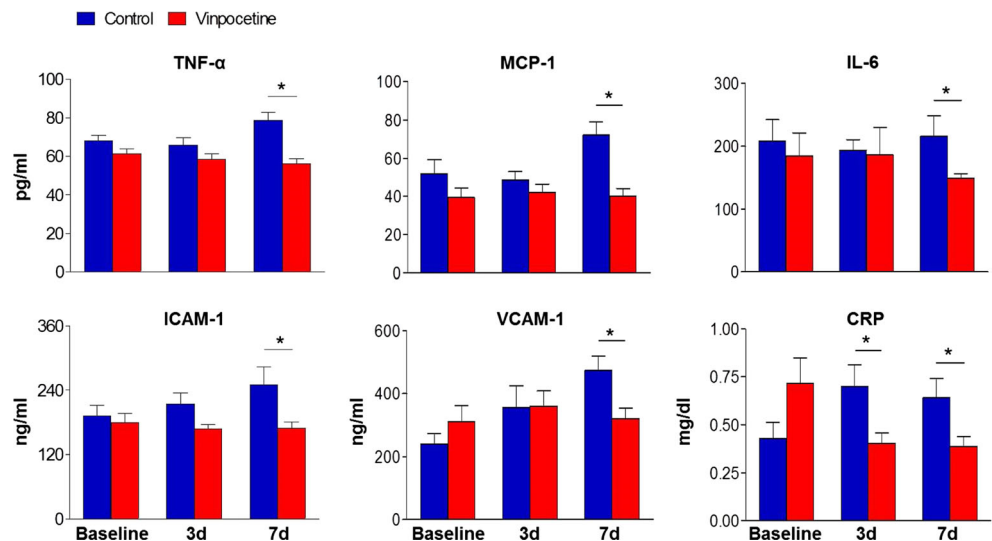 Control Vinpocetine
TNF-α
pg/ml
100
80
60
40
20
0
*
MCP-1
100
80
60
40
20
0
*
IL-6
300
200
100
0
*
ICAM-1
ng/ml
360
240
120
0
*
Baseline 3d 7d
VCAM-1
ng/ml
600
400
200
0
*
Baseline 3d 7d
CRP
mg/dl
1.00
0.75
0.50
0.25
0.00
*
*
Baseline 3d 7d